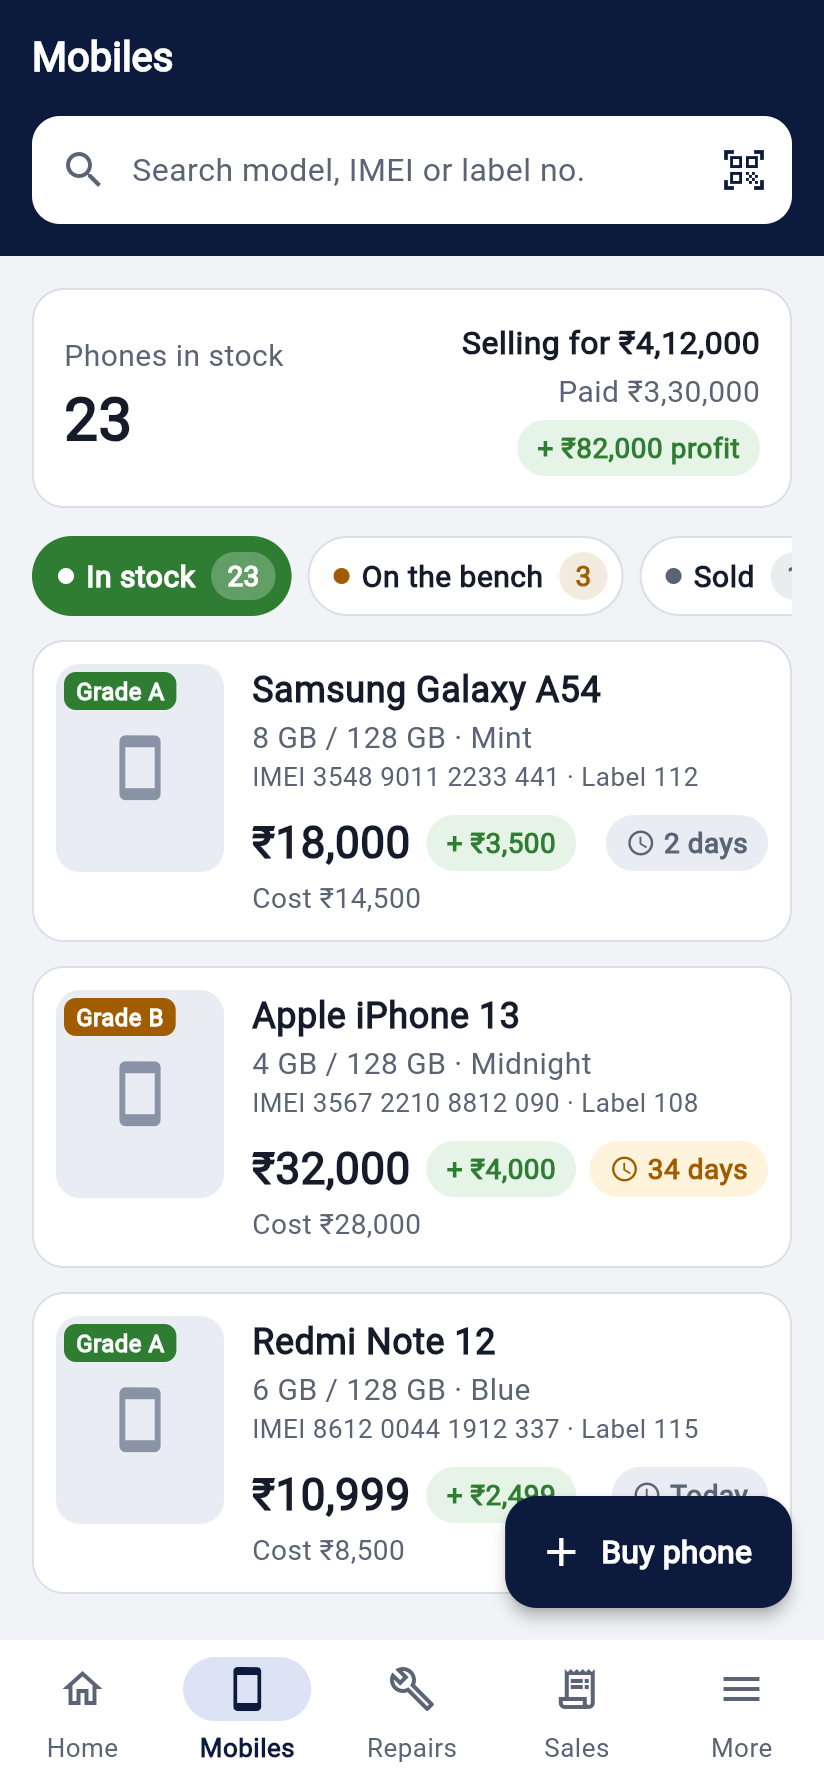 Mobiles
Search model, IMEI or label no.
Phones in stock
23
Selling for ₹4,12,000
Paid ₹3,30,000
+ ₹82,000 profit
In stock 23
On the bench 3
Sold
Grade A
Samsung Galaxy A54
8 GB / 128 GB · Mint
IMEI 3548 9011 2233 441 · Label 112
₹18,000 + ₹3,500 2 days
Cost ₹14,500
Grade B
Apple iPhone 13
4 GB / 128 GB · Midnight
IMEI 3567 2210 8812 090 · Label 108
₹32,000 + ₹4,000 34 days
Cost ₹28,000
Grade A
Redmi Note 12
6 GB / 128 GB · Blue
IMEI 8612 0044 1912 337 · Label 115
₹10,999 + ₹2,499 Today
Cost ₹8,500
Buy phone
Home Mobiles Repairs Sales More